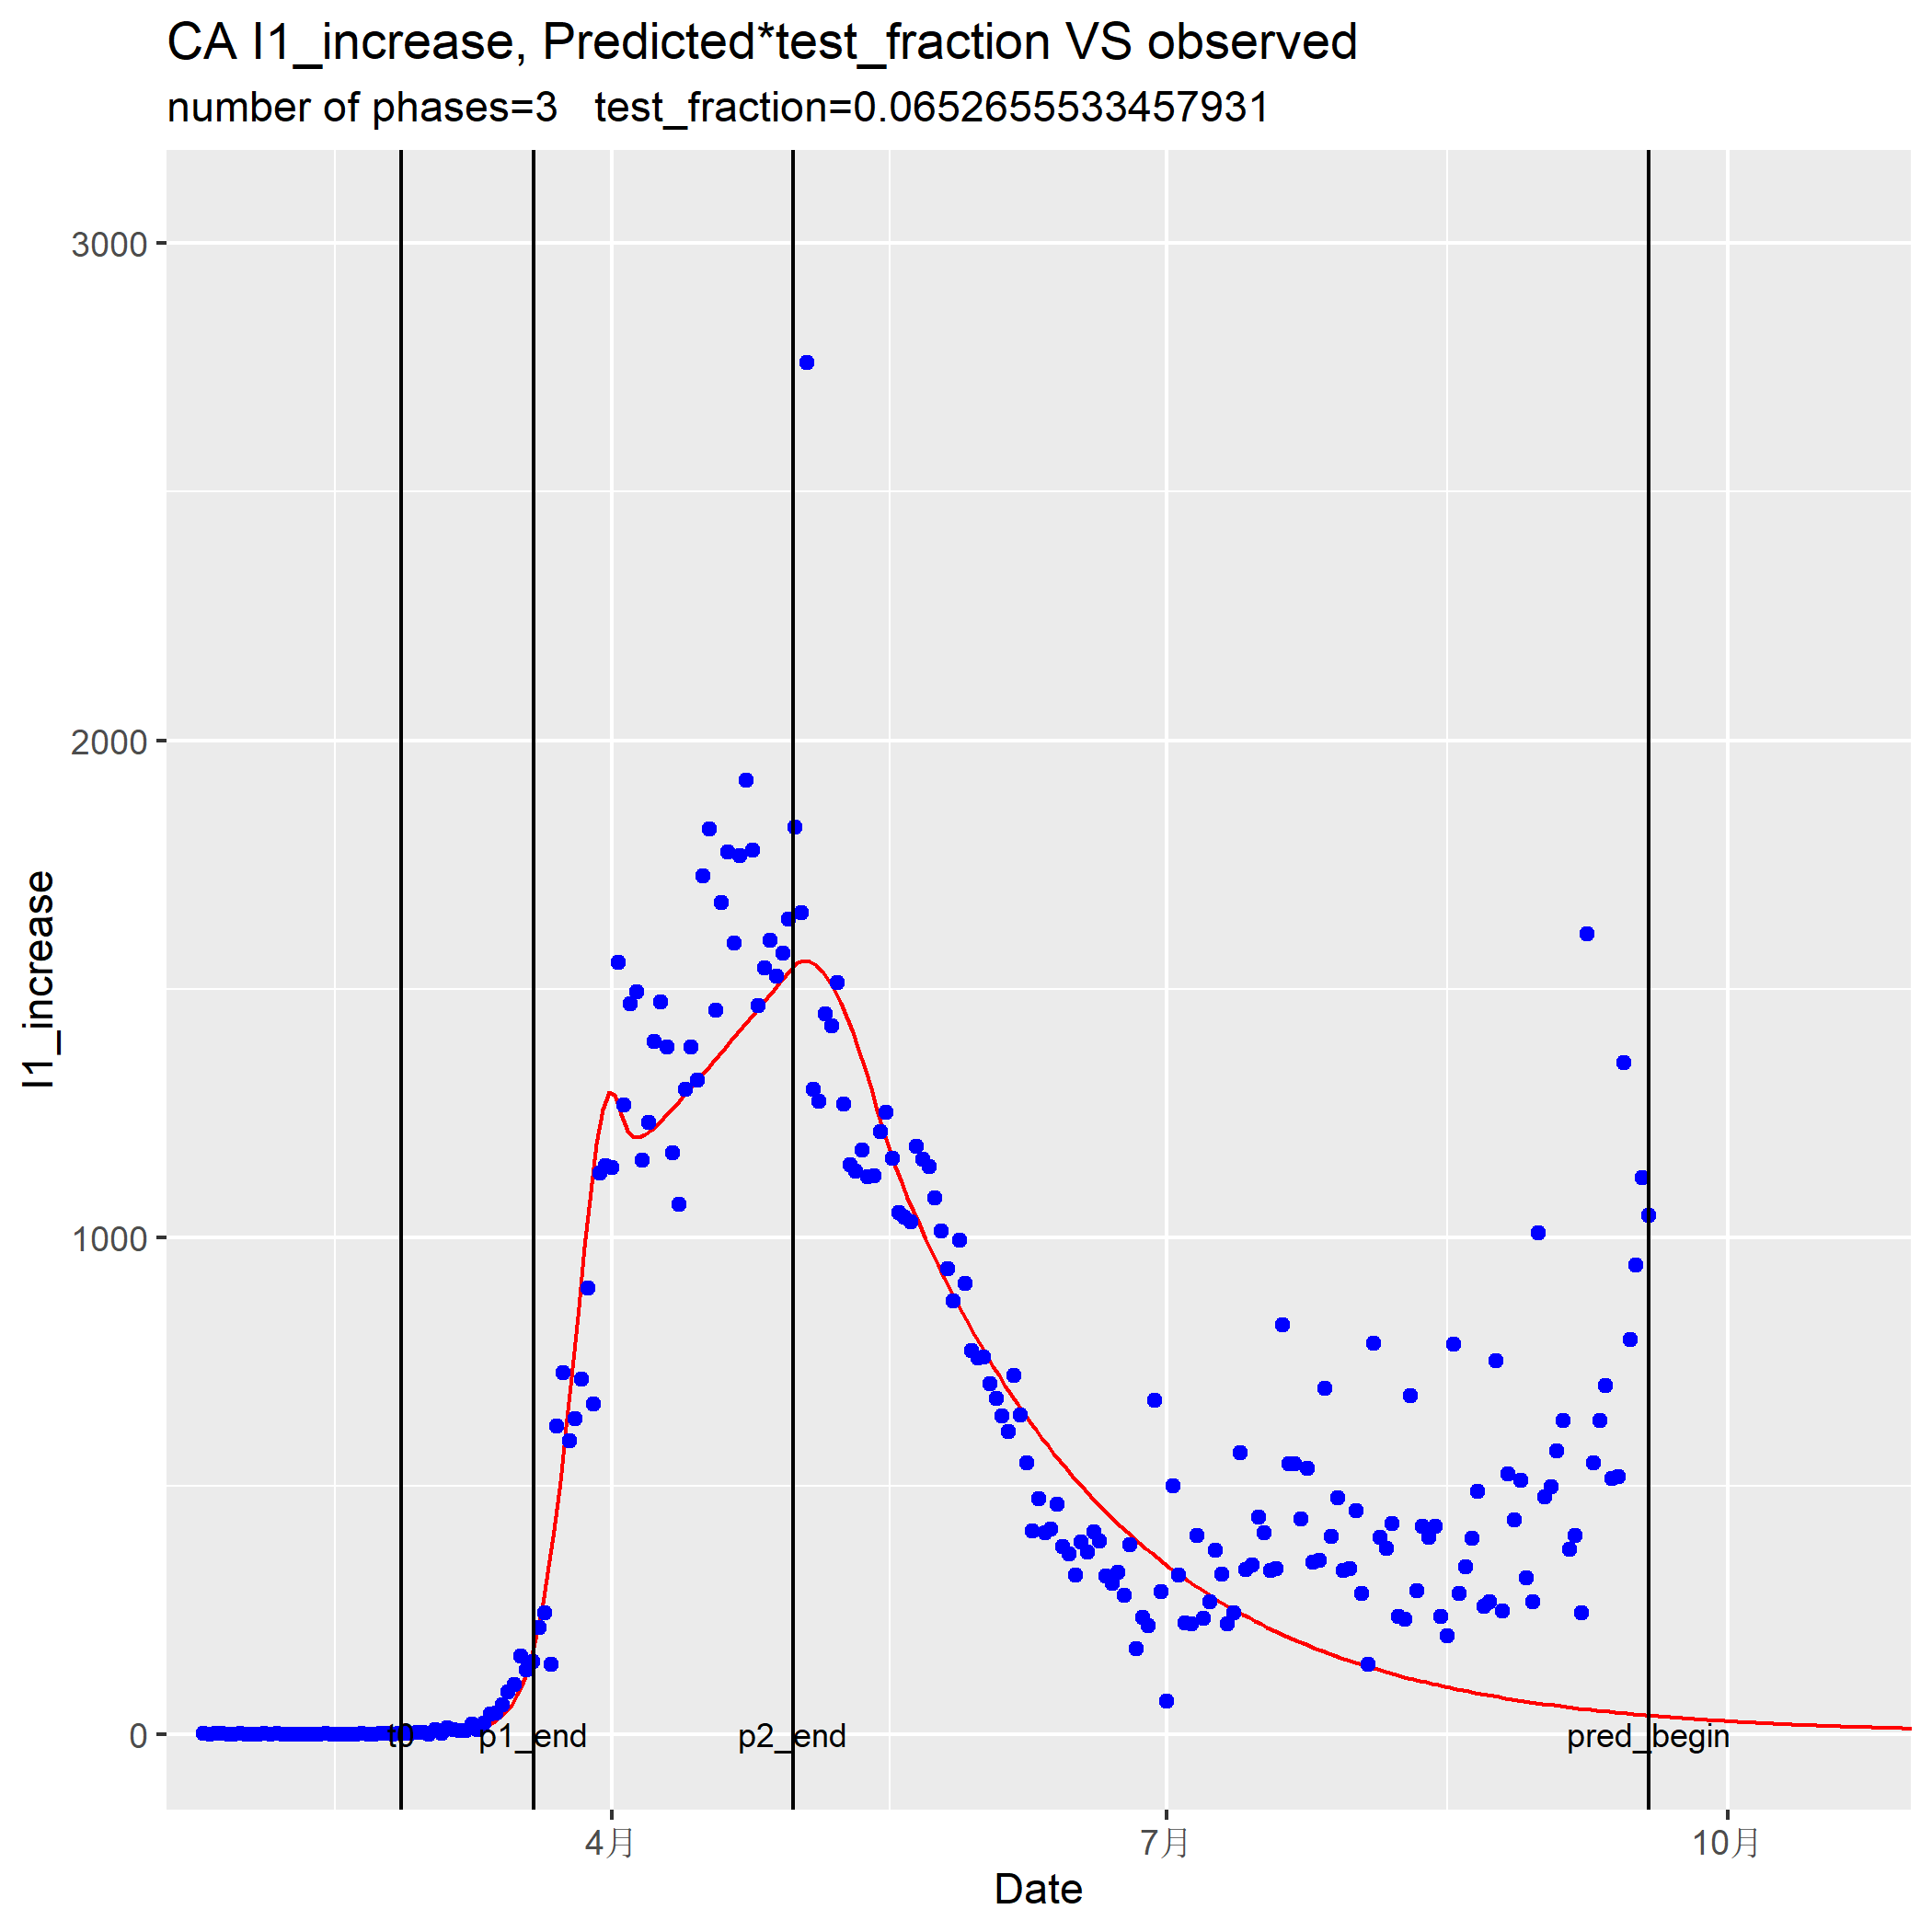 CA I1_increase, Predicted*test_fraction VS observed
number of phases=3 test_fraction=0.0652655533457931
3000
2000
1000
0
I1_increase
t0 p1_end p2_end pred_begin
4月 7月 10月
Date